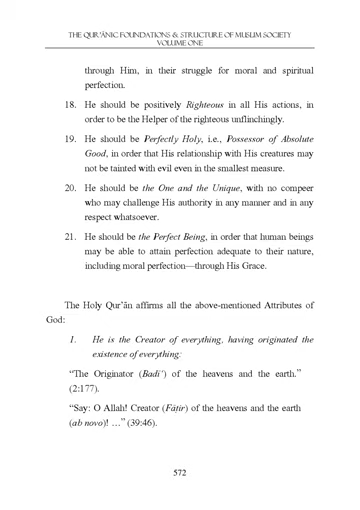 THE QUR'ĀNIC FOUNDATIONS & STRUCTURE OF MUSLIM SOCIETY
VOLUME ONE
through Him, in their struggle for moral and spiritual
perfection.
18. He should be positively Righteous in all His actions, in
order to be the Helper of the righteous unflinchingly.
19. He should be Perfectly Holy, i.e., Possessor of Absolute
Good, in order that His relationship with His creatures may
not be tainted with evil even in the smallest measure.
20. He should be the One and the Unique, with no compeer
who may challenge His authority in any manner and in any
respect whatsoever.
21. He should be the Perfect Being, in order that human beings
may be able to attain perfection adequate to their nature,
including moral perfection—through His Grace.
The Holy Qur'ān affirms all the above-mentioned Attributes of
God:
1. He is the Creator of everything, having originated the
existence of everything:
“The Originator (Badī‘) of the heavens and the earth.”
(2:177).
“Say: O Allah! Creator (Fāṭir) of the heavens and the earth
(ab novo)! …” (39:46).
572